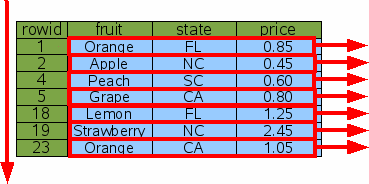 rowid fruit state price
1 Orange FL 0.85
2 Apple NC 0.45
4 Peach SC 0.60
5 Grape CA 0.80
18 Lemon FL 1.25
19 Strawberry NC 2.45
23 Orange CA 1.05